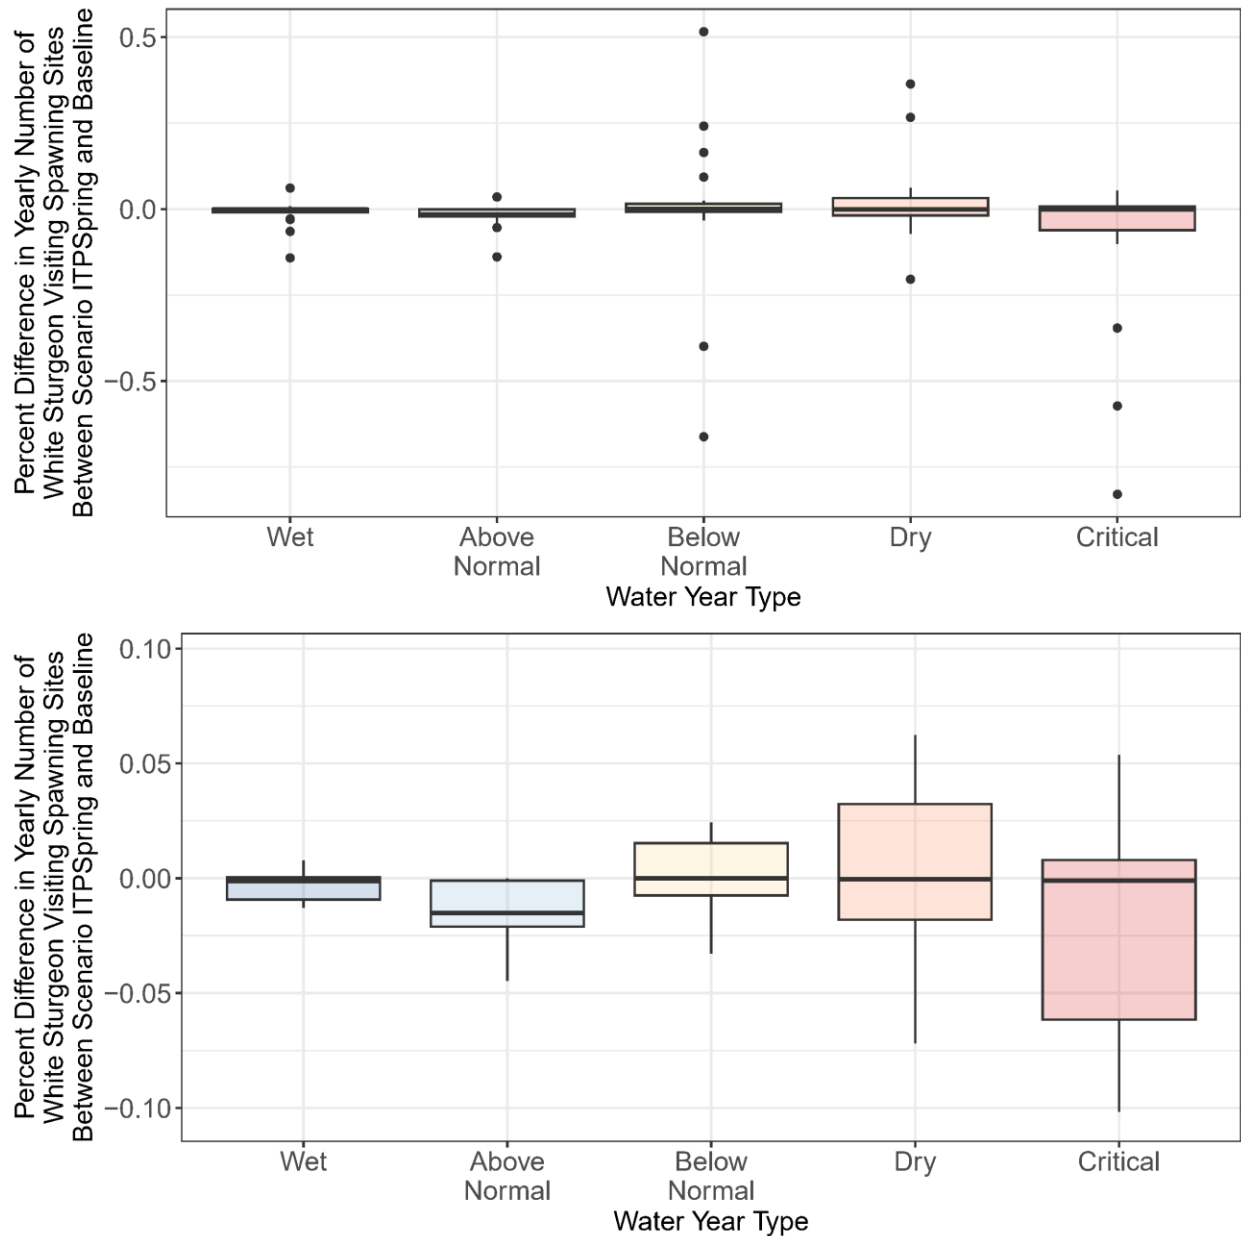 Percent Difference in Yearly Number of
White Sturgeon Visiting Spawning Sites
Between Scenario ITPSpring and Baseline
0.5
0.0
−0.5
Wet
Above
Normal
Below
Normal
Dry
Critical
Water Year Type
Percent Difference in Yearly Number of
White Sturgeon Visiting Spawning Sites
Between Scenario ITPSpring and Baseline
0.10
0.05
0.00
−0.05
−0.10
Wet
Above
Normal
Below
Normal
Dry
Critical
Water Year Type